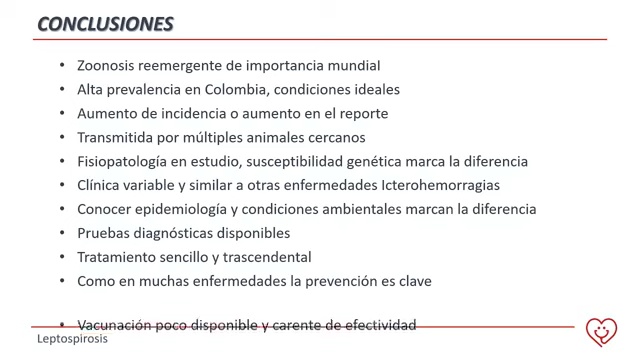 CONCLUSIONES
• Zoonosis reemergente de importancia mundial
• Alta prevalencia en Colombia, condiciones ideales
• Aumento de incidencia o aumento en el reporte
• Transmitida por múltiples animales cercanos
• Fisiopatología en estudio, susceptibilidad genética marca la diferencia
• Clínica variable y similar a otras enfermedades Icterohemorragias
• Conocer epidemiología y condiciones ambientales marcan la diferencia
• Pruebas diagnósticas disponibles
• Tratamiento sencillo y trascendental
• Como en muchas enfermedades la prevención es clave
• Vacunación poco disponible y carente de efectividad
Leptospirosis